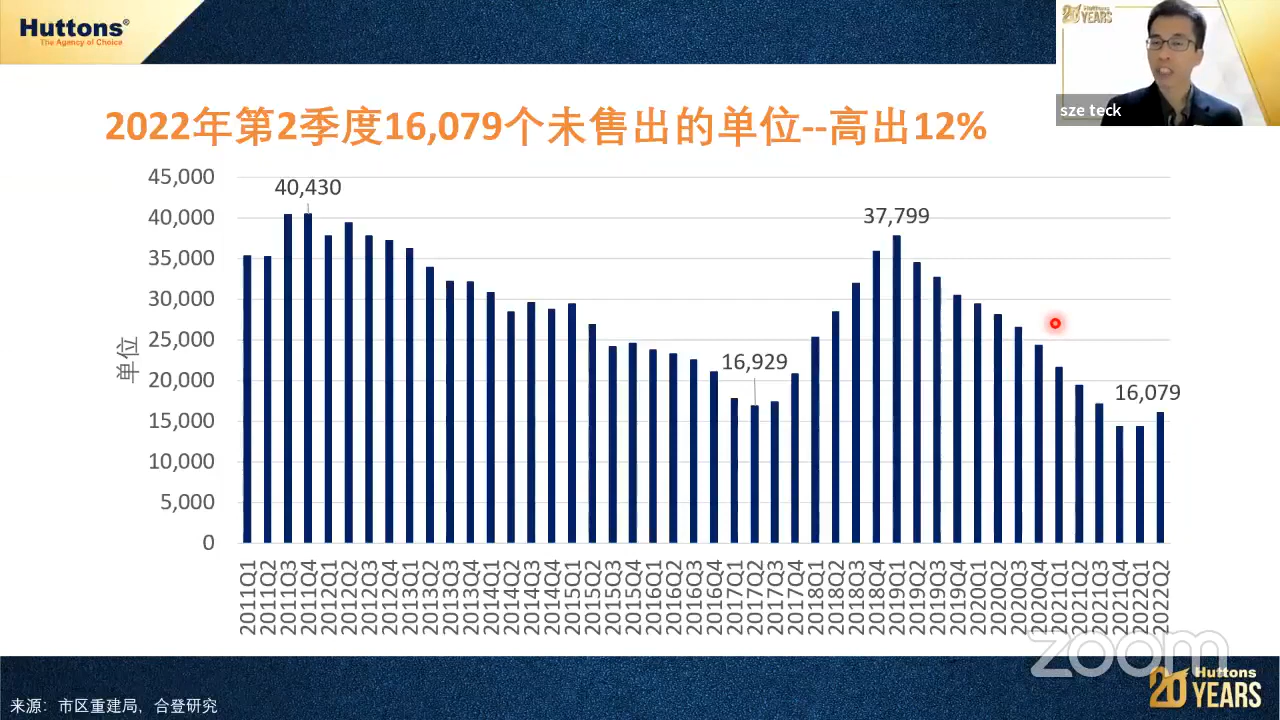 Huttons®
The Agency of Choice
20 Huttons YEARS
sze teck
2022年第2季度16,079个未售出的单位--高出12%
单位
45,000
40,000
35,000
30,000
25,000
20,000
15,000
10,000
5,000
0
40,430
16,929
37,799
16,079
2011Q1
2011Q2
2011Q3
2011Q4
2012Q1
2012Q2
2012Q3
2012Q4
2013Q1
2013Q2
2013Q3
2013Q4
2014Q1
2014Q2
2014Q3
2014Q4
2015Q1
2015Q2
2015Q3
2015Q4
2016Q1
2016Q2
2016Q3
2016Q4
2017Q1
2017Q2
2017Q3
2017Q4
2018Q1
2018Q2
2018Q3
2018Q4
2019Q1
2019Q2
2019Q3
2019Q4
2020Q1
2020Q2
2020Q3
2020Q4
2021Q1
2021Q2
2021Q3
2021Q4
2022Q1
2022Q2
zoom
来源：市区重建局，合登研究
Huttons
20 YEARS